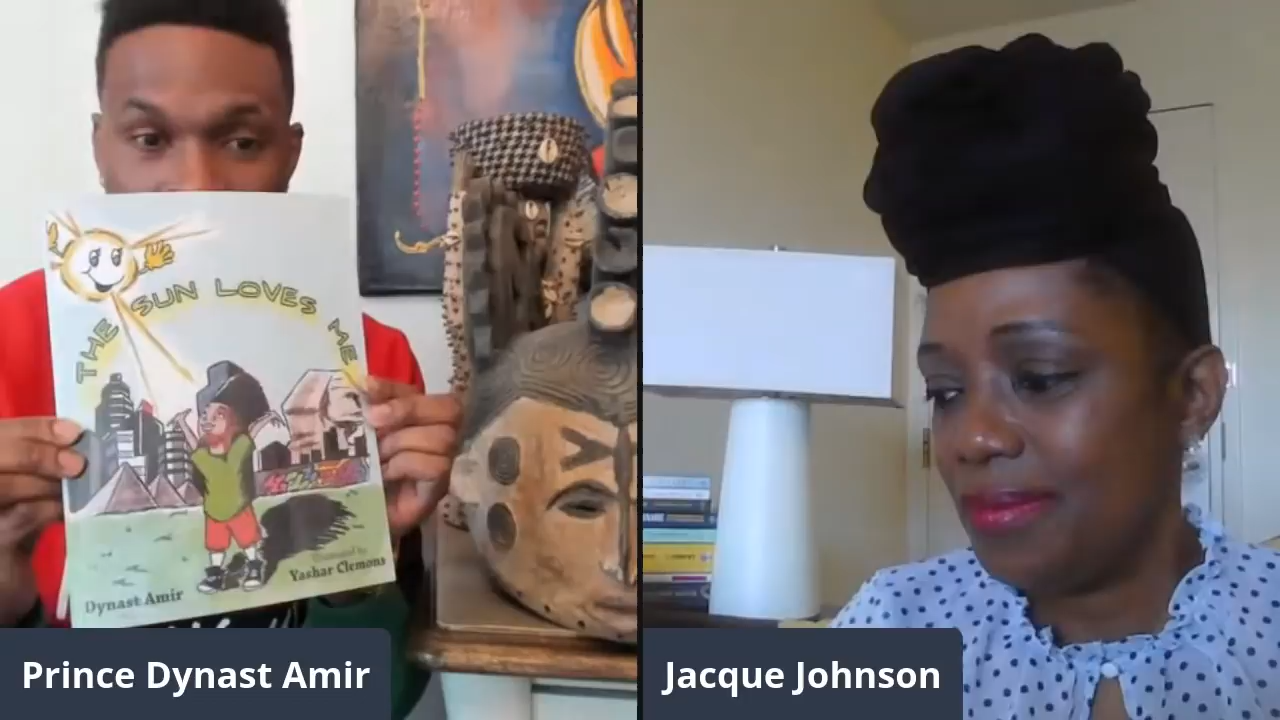 THE SUN LOVES ME
Illustrated by
Yashar Clemons
Dynast Amir
Prince Dynast Amir
Jacque Johnson